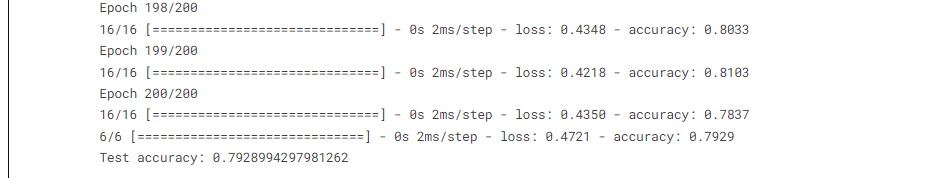 Epoch 198/200
16/16 [==============================] - 0s 2ms/step - loss: 0.4348 - accuracy: 0.8033
Epoch 199/200
16/16 [==============================] - 0s 2ms/step - loss: 0.4218 - accuracy: 0.8103
Epoch 200/200
16/16 [==============================] - 0s 2ms/step - loss: 0.4350 - accuracy: 0.7837
6/6 [==============================] - 0s 2ms/step - loss: 0.4721 - accuracy: 0.7929
Test accuracy: 0.7928994297981262